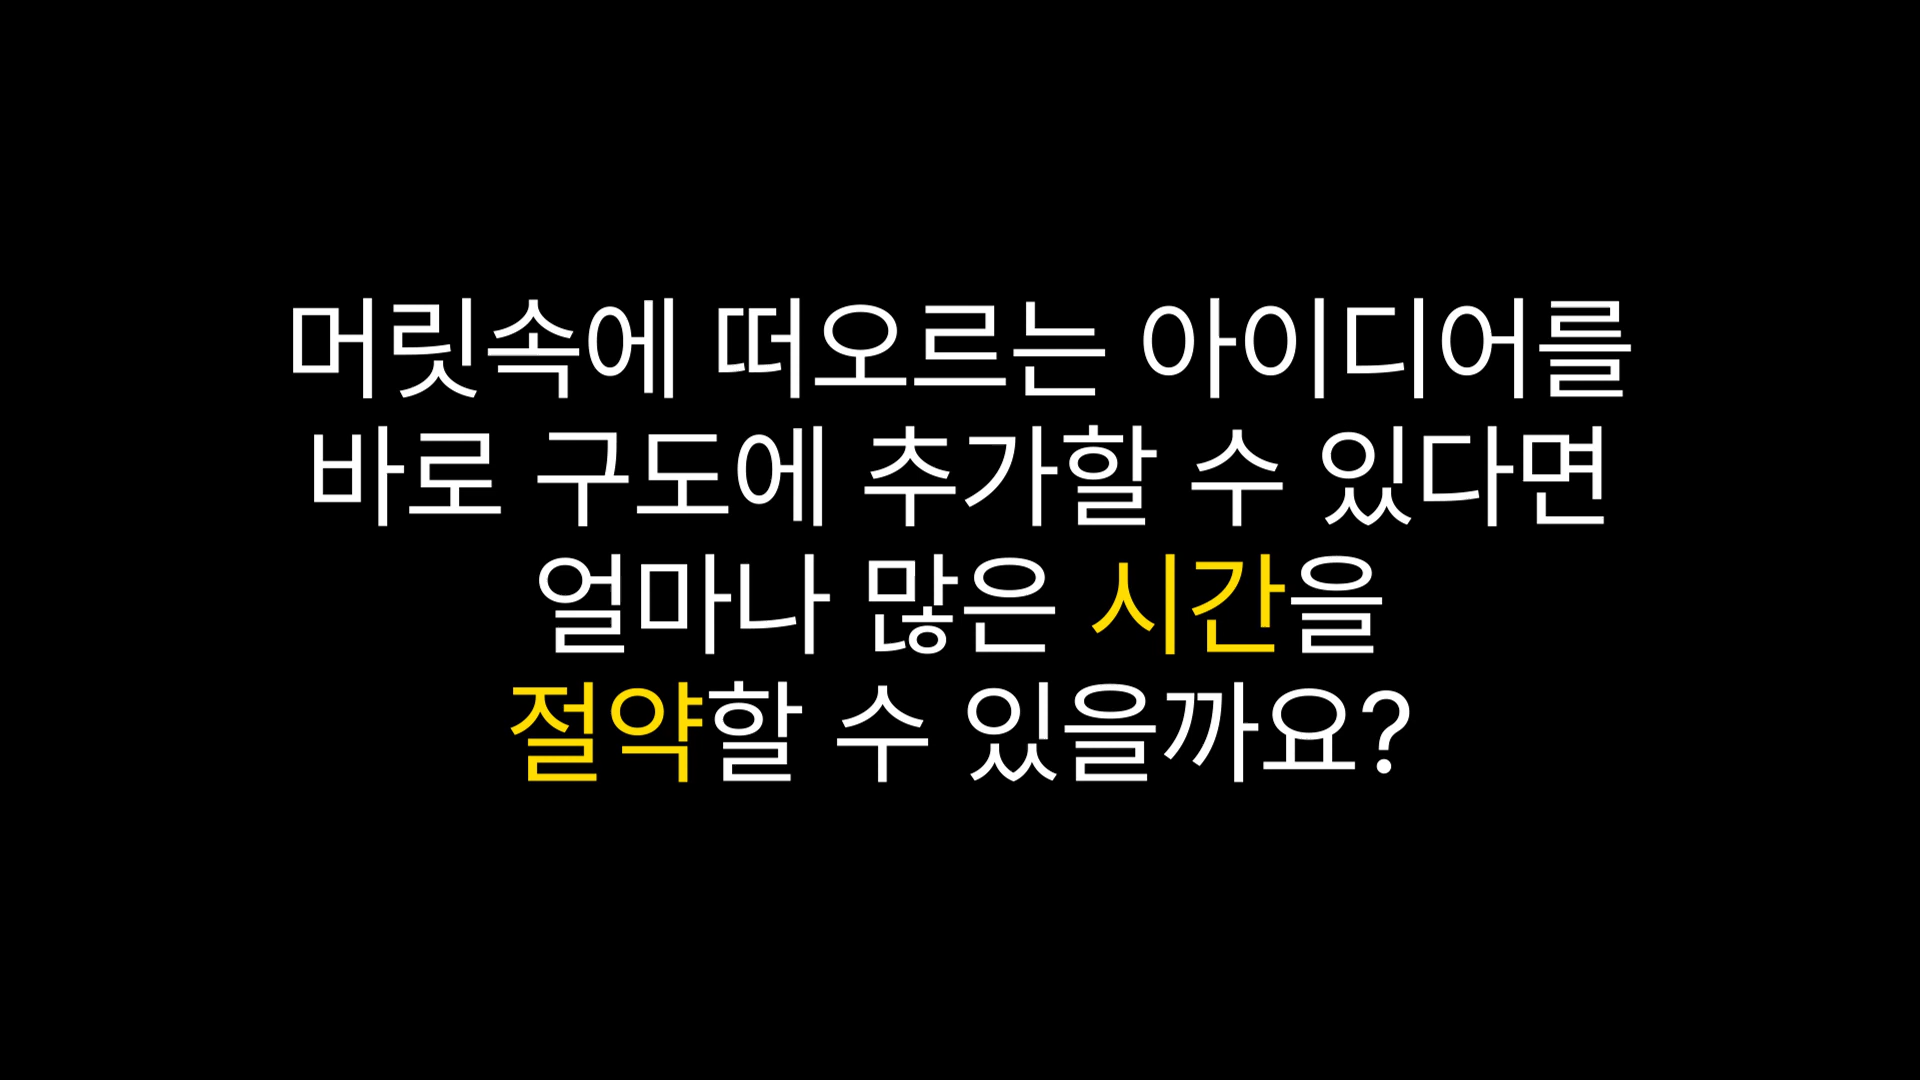 머릿속에 떠오르는 아이디어를
바로 구도에 추가할 수 있다면
얼마나 많은 시간을
절약할 수 있을까요?